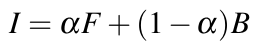 I = αF + (1 − α)B